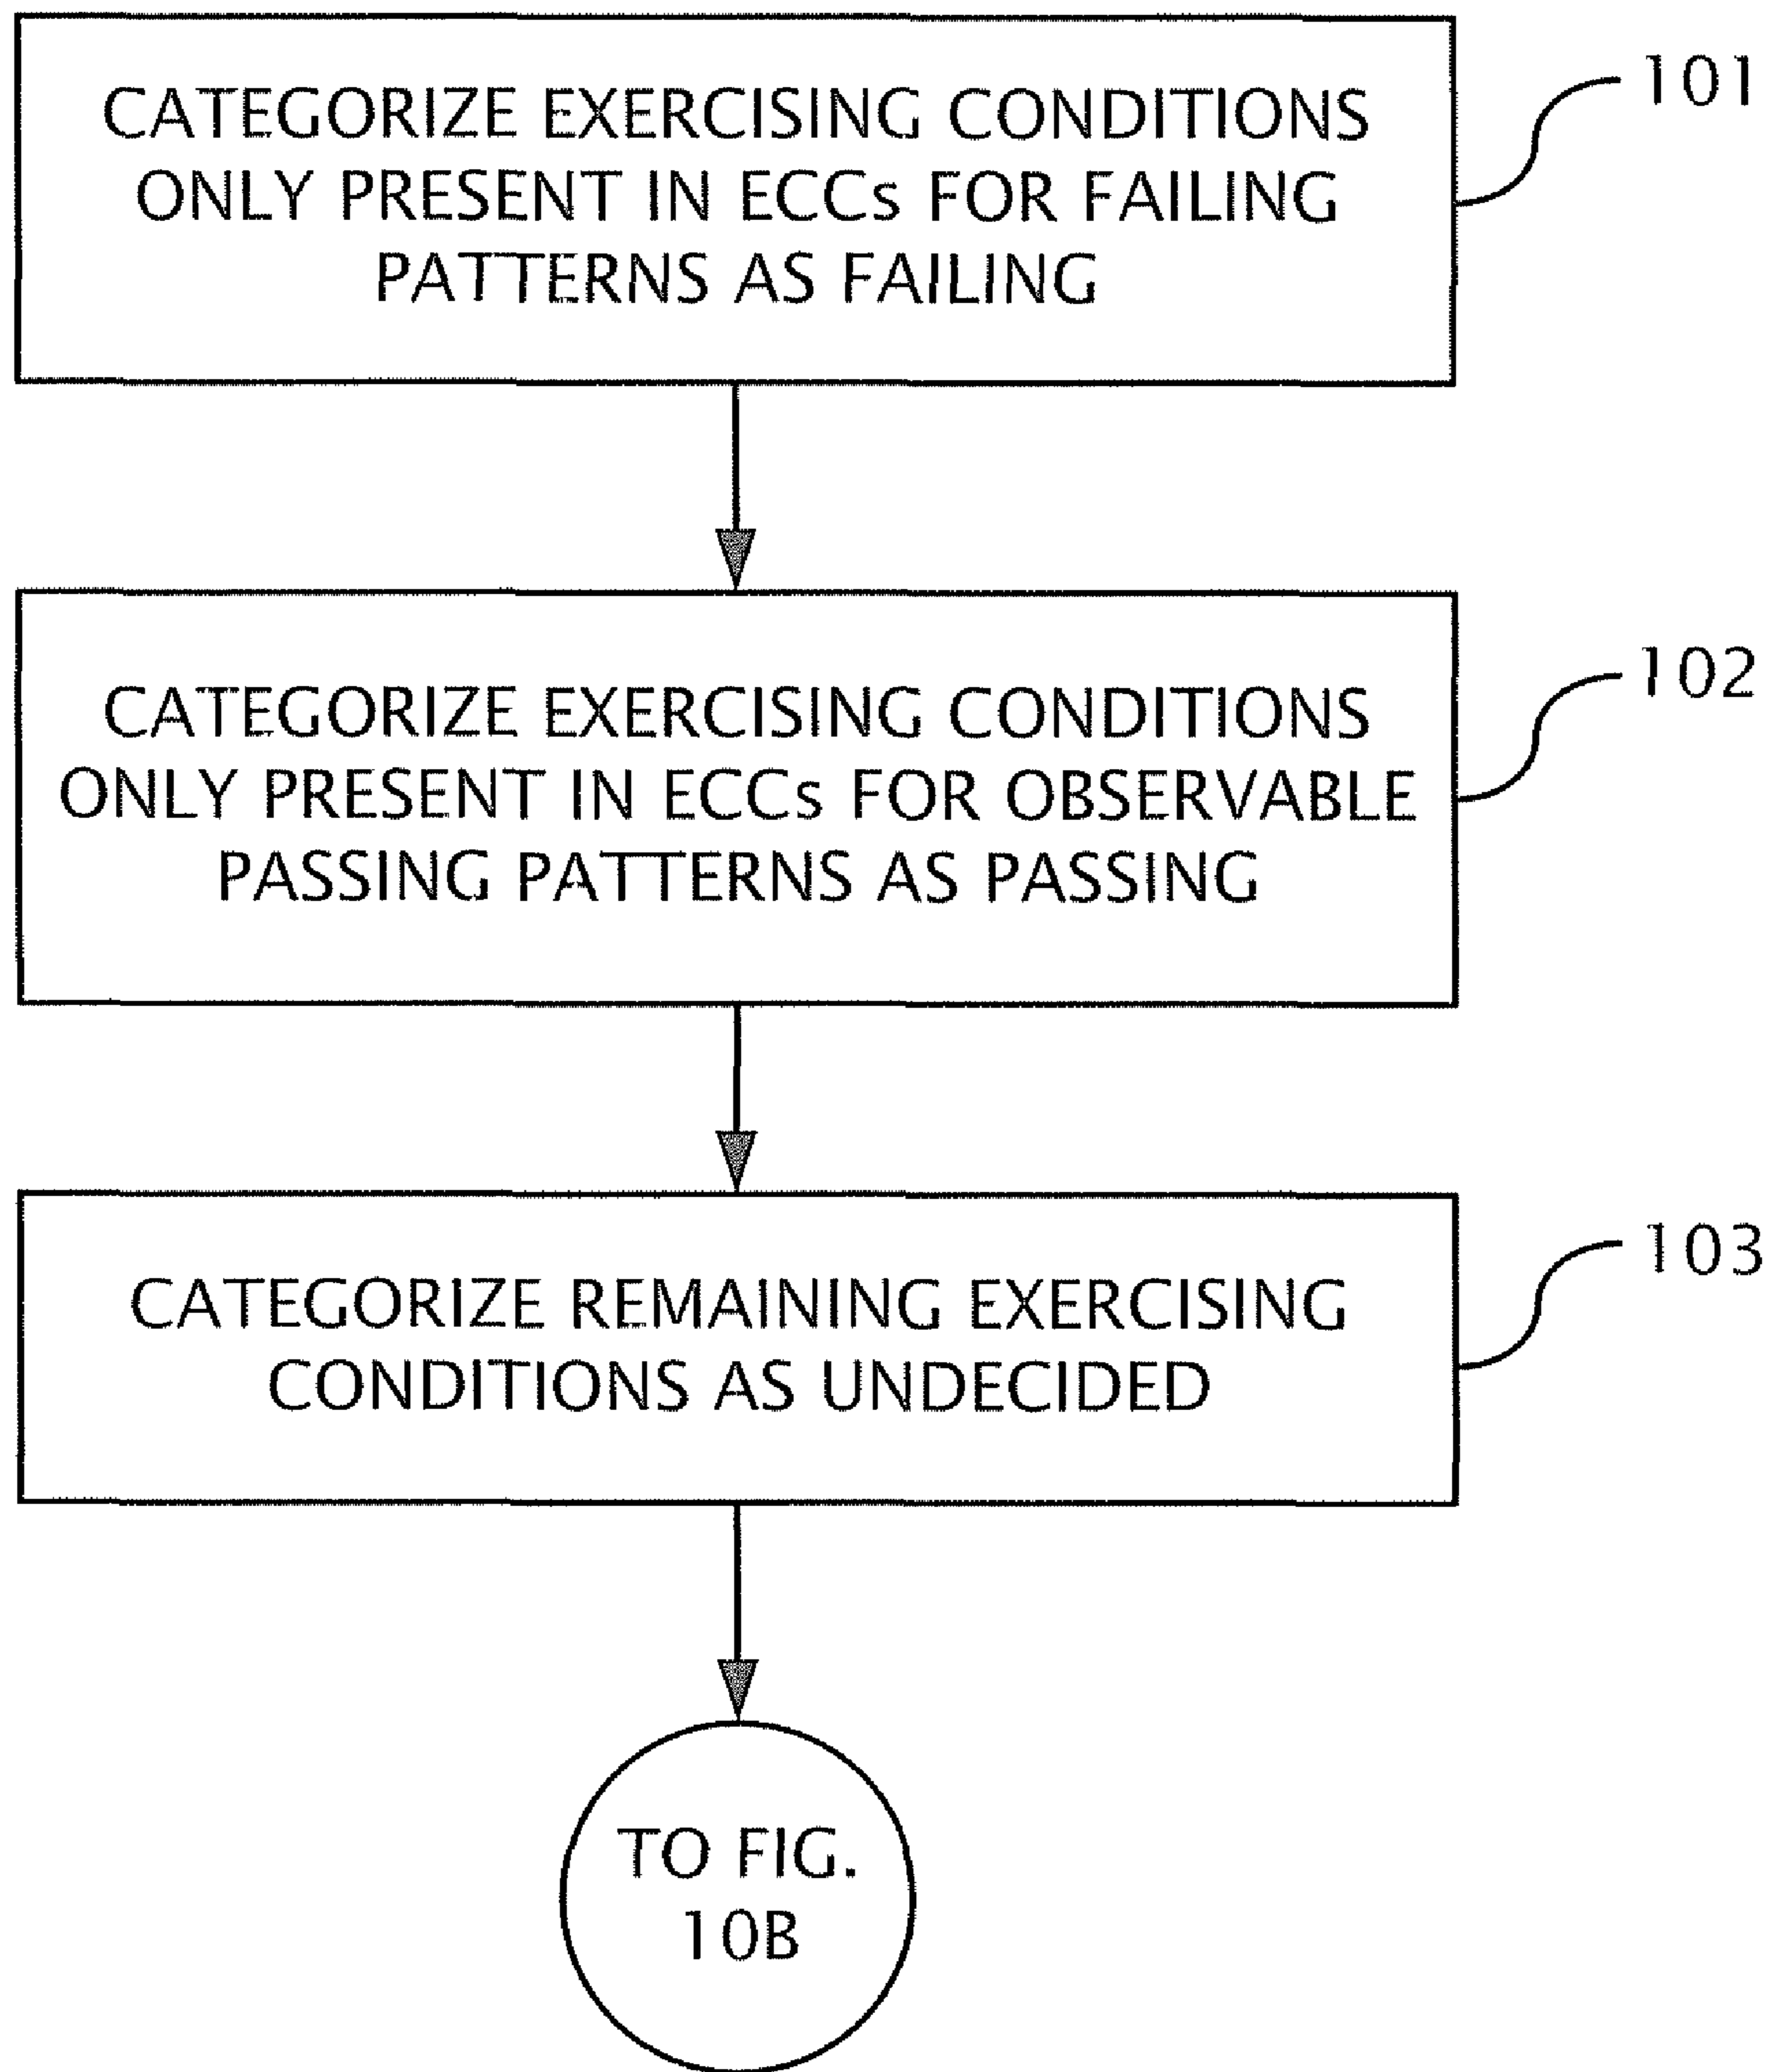 CATEGORIZE EXERCISING CONDITIONS
ONLY PRESENT IN ECCs FOR FAILING
PATTERNS AS FAILING
101
CATEGORIZE EXERCISING CONDITIONS
ONLY PRESENT IN ECCs FOR OBSERVABLE
PASSING PATTERNS AS PASSING
102
CATEGORIZE REMAINING EXERCISING
CONDITIONS AS UNDECIDED
103
TO FIG.
10B